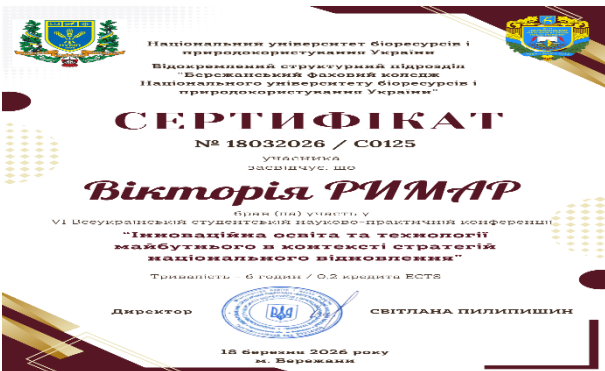 Національний університет біоресурсів і
природокористування України
Відокремлений структурний підрозділ
"Бережанський фаховий коледж
Національного університету біоресурсів і
природокористування України"
СЕРТИФІКАТ
№ 18032026 / С0125
учасника
засвідчує, що
Вікторія РИМАР
брав (ла) участь у
VI Всеукраїнській студентській науково-практичній конференції
"Інноваційна освіта та технології
майбутнього в контексті стратегій
національного відновлення"
Тривалість - 6 годин / 0,2 кредита ECTS
Директор
СВІТЛАНА ПИЛИПИШИН
18 березня 2026 року
м. Бережани